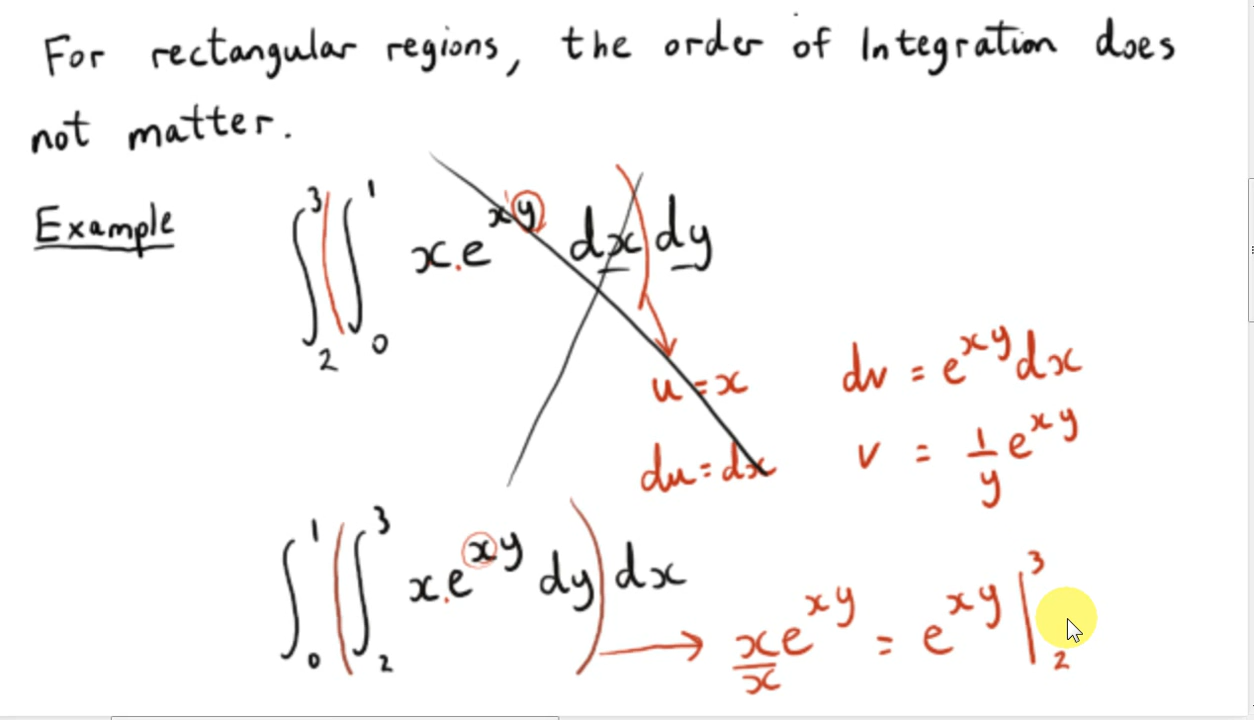 For rectangular regions, the order of Integration does
not matter.
Example
∫₂³ ( ∫₀¹ x.e^{xy} dx ) dy
u = x dv = e^{xy} dx
du = dx v = 1/y e^{xy}
∫₀¹ ( ∫₂³ x.e^{xy} dy ) dx
→ x/x e^{xy} = e^{xy} |₂³